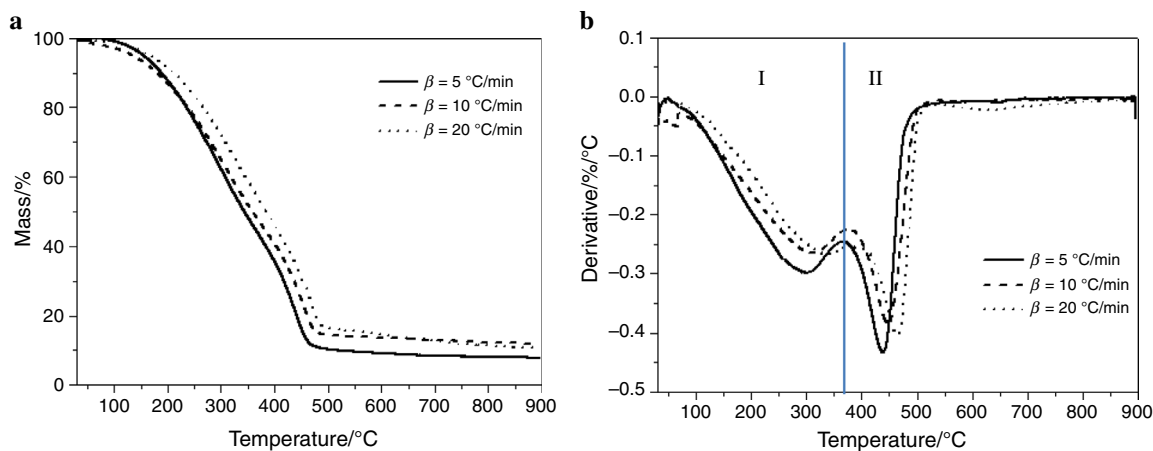 a
100
80
60
40
20
0
Mass/%
β = 5 °C/min
β = 10 °C/min
β = 20 °C/min
100 200 300 400 500 600 700 800 900
Temperature/°C
b
0.1
0.0
−0.1
−0.2
−0.3
−0.4
−0.5
Derivative/%/°C
I II
β = 5 °C/min
β = 10 °C/min
β = 20 °C/min
100 200 300 400 500 600 700 800 900
Temperature/°C